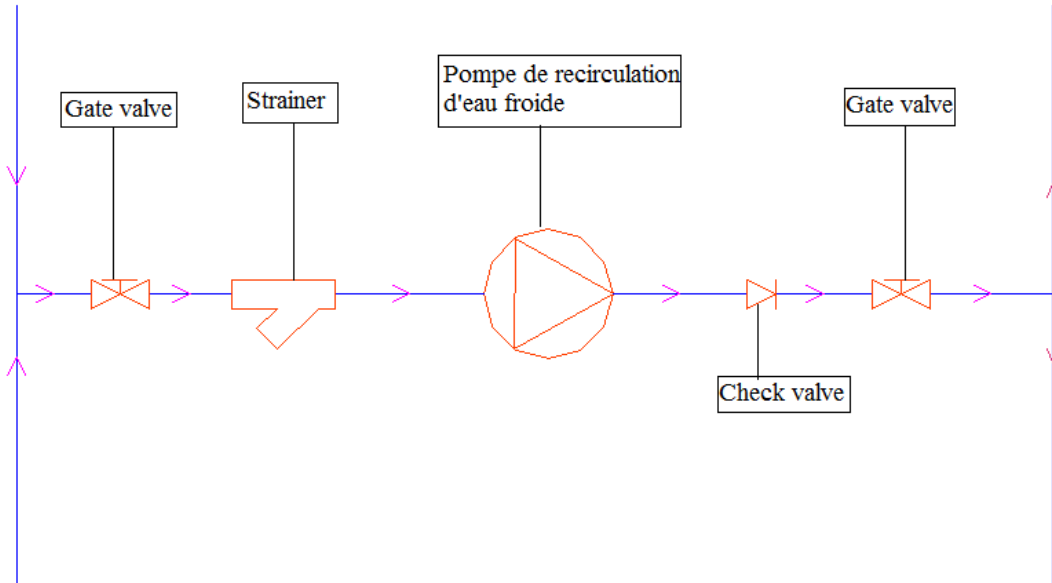 Gate valve
Strainer
Pompe de recirculation
d'eau froide
Gate valve
Check valve